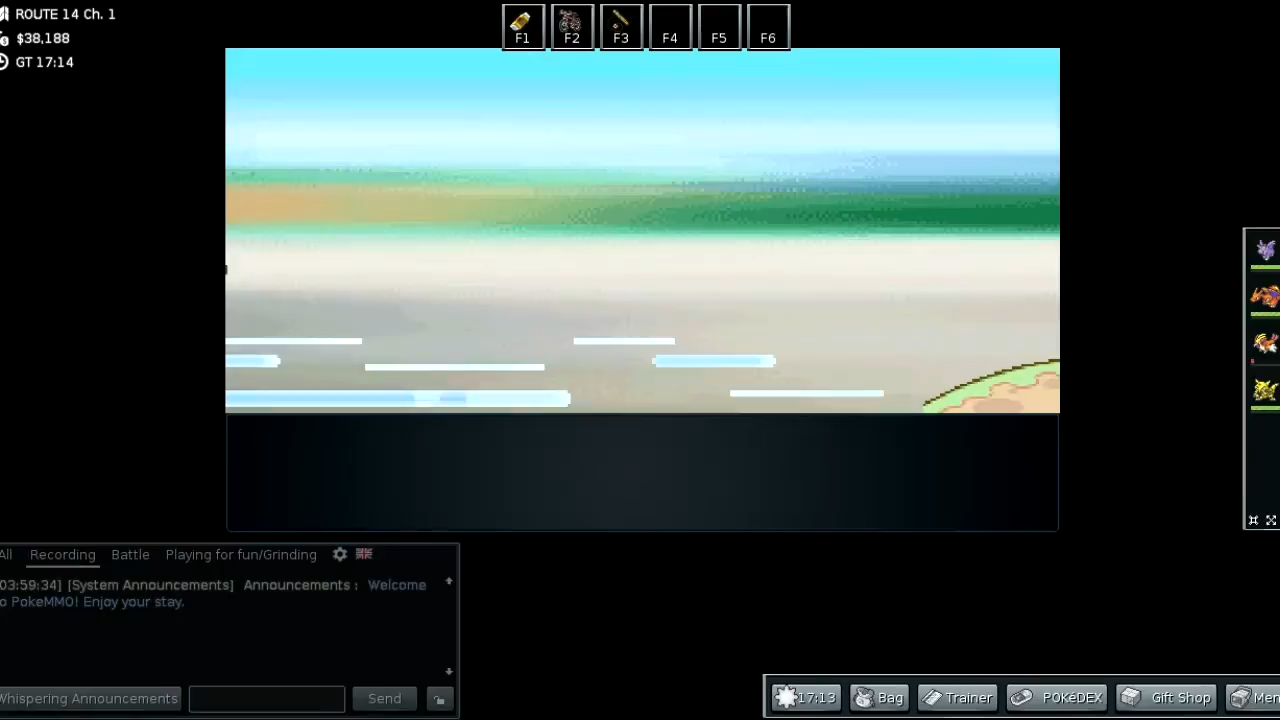 ROUTE 14 Ch. 1
$38,188
GT 17:14
F1 F2 F3 F4 F5 F6
All Recording Battle Playing for fun/Grinding
03:59:34] [System Announcements] Announcements : Welcome
o PokeMMO! Enjoy your stay.
Whispering Announcements Send
17:13 Bag Trainer POKéDEX Gift Shop Men